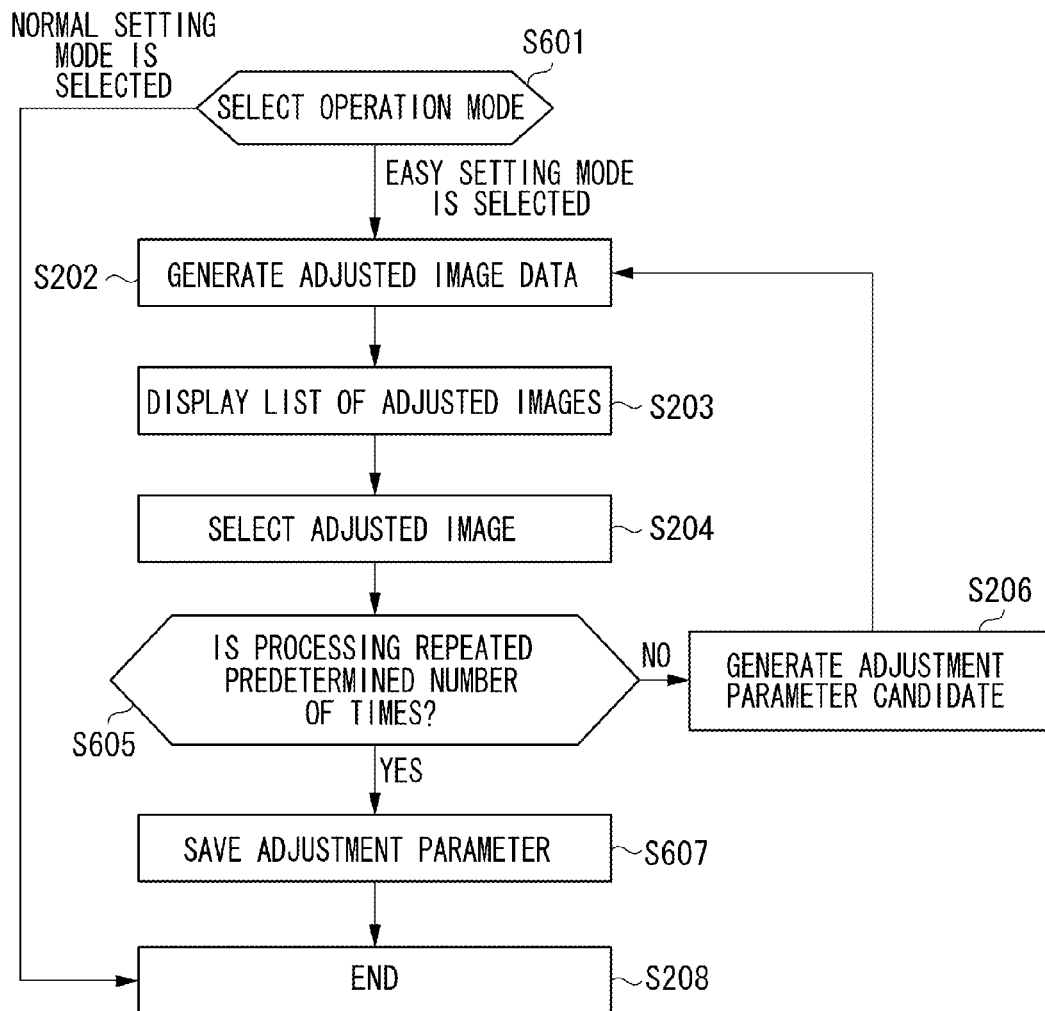 NORMAL SETTING
MODE IS
SELECTED
S601
SELECT OPERATION MODE
EASY SETTING MODE
IS SELECTED
S202
GENERATE ADJUSTED IMAGE DATA
DISPLAY LIST OF ADJUSTED IMAGES
S203
SELECT ADJUSTED IMAGE
S204
IS PROCESSING REPEATED
PREDETERMINED NUMBER
OF TIMES?
S605
NO
S206
GENERATE ADJUSTMENT
PARAMETER CANDIDATE
YES
SAVE ADJUSTMENT PARAMETER
S607
END
S208